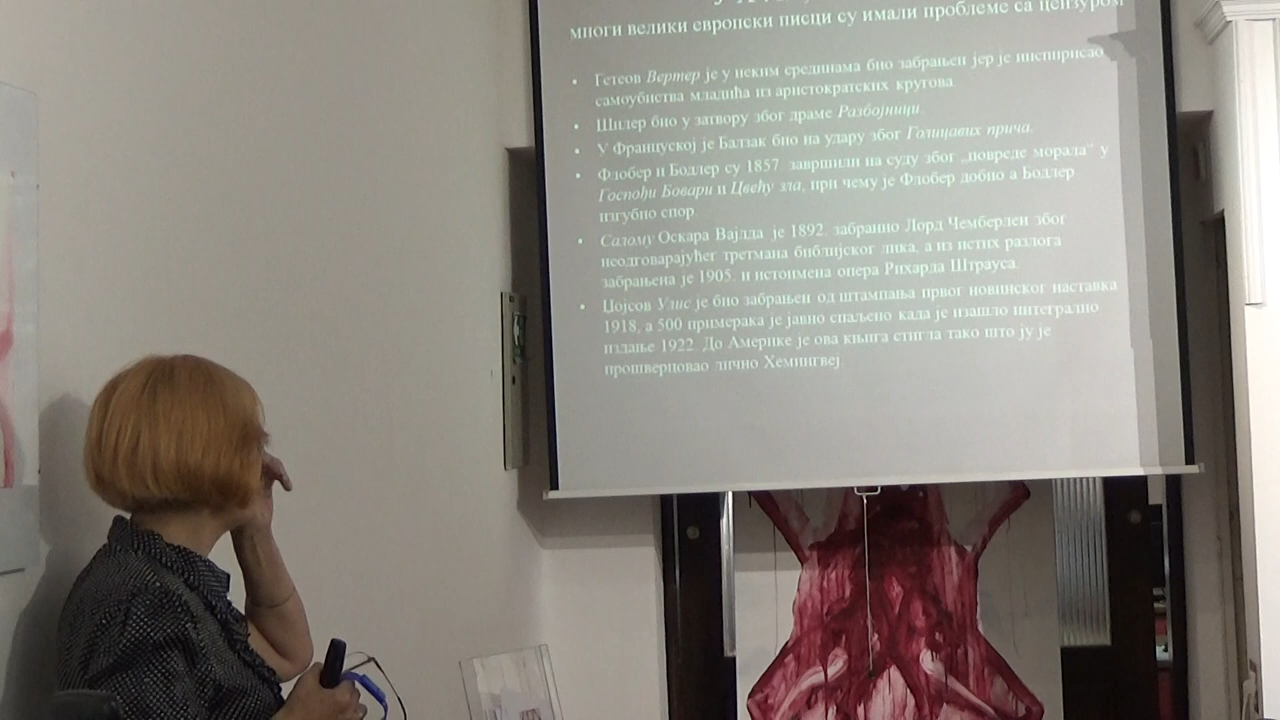 многи велики европски писци су имали проблеме са цензуром
• Гетеов Вертер је у неким срединама био забрањен јер је инспирисао
самоубиства младића из аристократских кругова.
• Шилер био у затвору због драме Разбојници.
• У Француској је Балзак био на удару због Голицавих прича.
• Флобер и Бодлер су 1857. завршили на суду због „повреде морала“ у
Госпођи Бовари и Цвећу зла, при чему је Флобер добио а Бодлер
изгубио спор.
• Салому Оскара Вајлда је 1892. забранио Лорд Чемберлен због
неодговарајућег третмана библијског лика, а из истих разлога
забрањена је 1905. и истоимена опера Рихарда Штрауса.
• Џојсов Улис је био забрањен од штампања првог новинског наставка
1918, а 500 примерака је јавно спаљено када је изашло интегрално
издање 1922. До Америке је ова књига стигла тако што ју је
прошверцовао лично Хемингвеј.